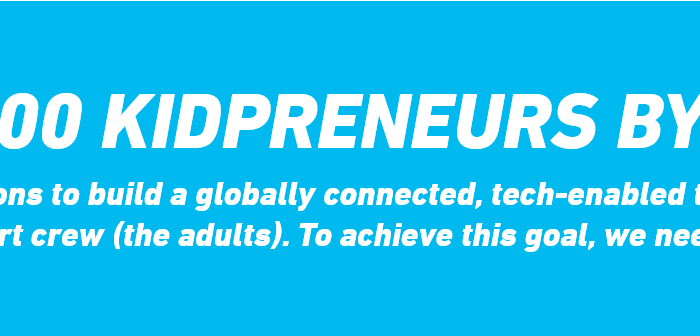 00 KIDPRENEURS BY
ons to build a globally connected, tech-enabled t
rt crew (the adults). To achieve this goal, we nee